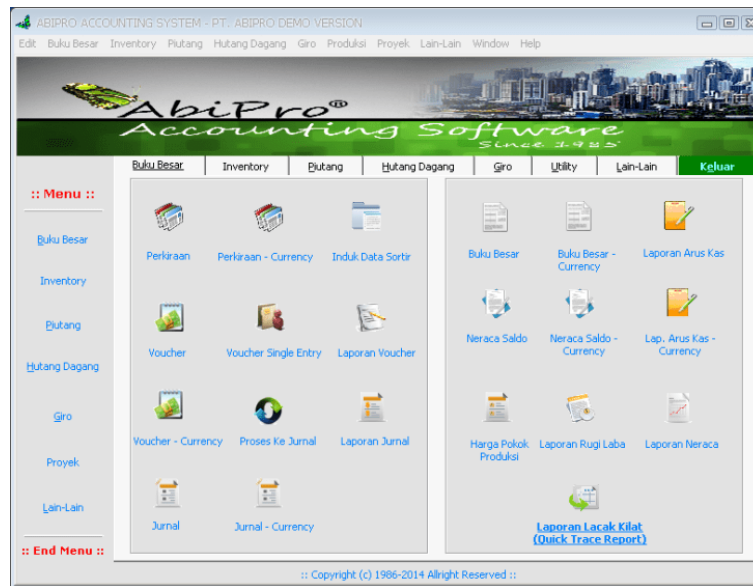 ABIPRO ACCOUNTING SYSTEM - PT. ABIPRO DEMO VERSION
Edit Buku Besar Inventory Piutang Hutang Dagang Giro Produksi Proyek Lain-Lain Window Help
AbiPro®
Accounting Software
Since 1985
Buku Besar Inventory Piutang Hutang Dagang Giro Utility Lain-Lain Keluar
:: Menu ::
Buku Besar
Inventory
Piutang
Hutang Dagang
Giro
Proyek
Lain-Lain
:: End Menu ::
Perkiraan Perkiraan - Currency Induk Data Sortir
Voucher Voucher Single Entry Laporan Voucher
Voucher - Currency Proses Ke Jurnal Laporan Jurnal
Jurnal Jurnal - Currency
Buku Besar Buku Besar - Laporan Arus Kas
Currency
Neraca Saldo Neraca Saldo - Lap. Arus Kas -
Currency Currency
Harga Pokok Laporan Rugi Laba Laporan Neraca
Produksi
Laporan Lacak Kilat
(Quick Trace Report)
:: Copyright (c) 1986-2014 Allright Reserved ::